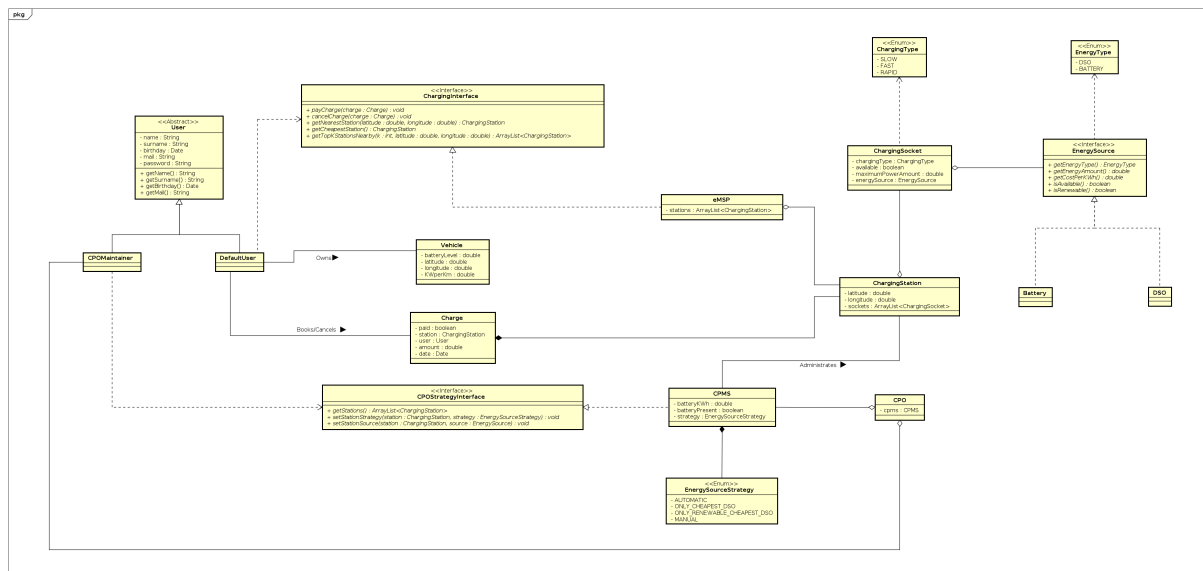 pkg
<<Enum>>
ChargingType
- SLOW
- FAST
- RAPID
<<Enum>>
EnergyType
- DSO
- BATTERY
<<Interface>>
ChargingInterface
+ payCharge(charge : Charge) : void
+ cancelCharge(charge : Charge) : void
+ getNearestStation(latitude : double, longitude : double) : ChargingStation
+ getCheapestStation() : ChargingStation
+ getTopKStationsNearby(k : int, latitude : double, longitude : double) : ArrayList<ChargingStation>
<<Abstract>>
User
- name : String
- surname : String
- birthday : Date
- mail : String
- password : String
+ getName() : String
+ getSurname() : String
+ getBirthday() : Date
+ getMail() : String
ChargingSocket
- chargingType : ChargingType
- available : boolean
- maximumPowerAmount : double
- energySource : EnergySource
<<Interface>>
EnergySource
+ getEnergyType() : EnergyType
+ getEnergyAmount() : double
+ getCostPerKWh() : double
+ isAvailable() : boolean
+ isRenewable() : boolean
eMSP
- stations : ArrayList<ChargingStation>
CPOMaintainer
DefaultUser
Owns
Vehicle
- batteryLevel : double
- latitude : double
- longitude : double
- KWperKm : double
ChargingStation
- latitude : double
- longitude : double
- sockets : ArrayList<ChargingSocket>
Battery
DSO
Books/Cancels
Charge
- paid : boolean
- station : ChargingStation
- user : User
- amount : double
- date : Date
Administrates
<<Interface>>
CPOStrategyInterface
+ getStations() : ArrayList<ChargingStation>
+ setStationStrategy(station : ChargingStation, strategy : EnergySourceStrategy) : void
+ setStationSource(station : ChargingStation, source : EnergySource) : void
CPMS
- batteryKWh : double
- batteryPresent : boolean
- strategy : EnergySourceStrategy
CPO
- cpms : CPMS
<<Enum>>
EnergySourceStrategy
- AUTOMATIC
- ONLY_CHEAPEST_DSO
- ONLY_RENEWABLE_CHEAPEST_DSO
- MANUAL